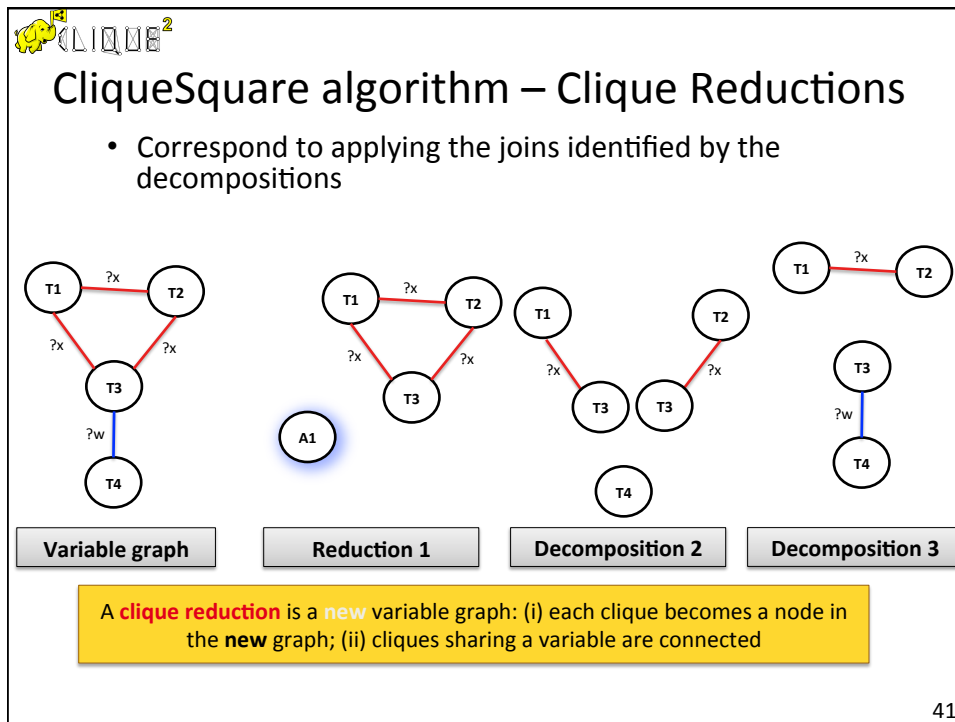 CLIQUE²
CliqueSquare algorithm – Clique Reductions
• Correspond to applying the joins identified by the
decompositions
T1
?x
T2
?x
?x
T3
?w
T4
Variable graph
T1
?x
T2
?x
?x
T3
A1
Reduction 1
T1
T2
?x
?x
T3
T3
T4
Decomposition 2
T1
?x
T2
T3
?w
T4
Decomposition 3
A clique reduction is a new variable graph: (i) each clique becomes a node in
the new graph; (ii) cliques sharing a variable are connected
41